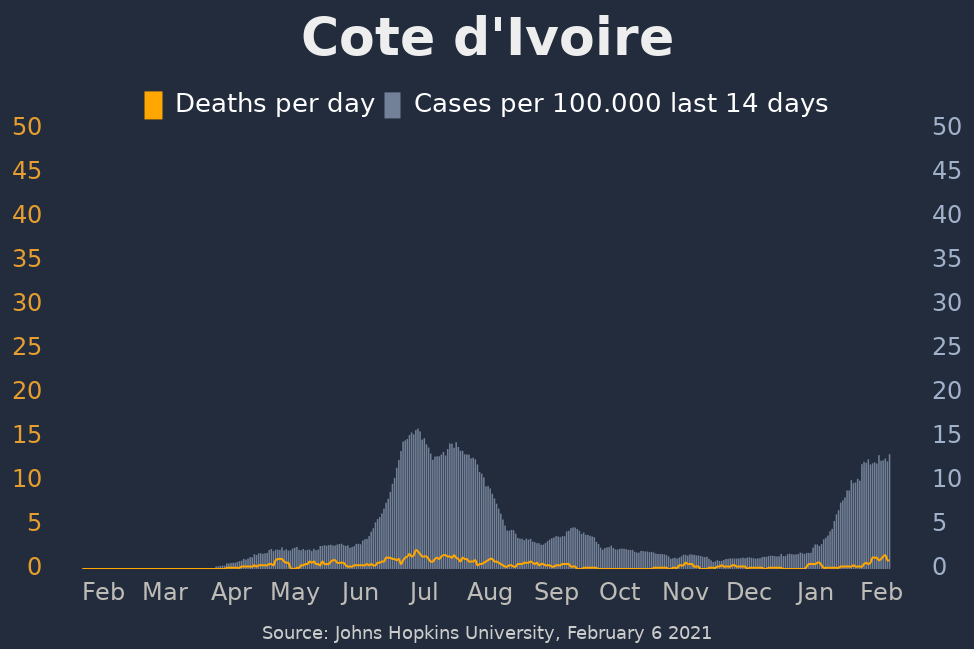 Cote d'Ivoire
Deaths per day Cases per 100.000 last 14 days
50 50
45 45
40 40
35 35
30 30
25 25
20 20
15 15
10 10
5 5
0 0
Feb Mar Apr May Jun Jul Aug Sep Oct Nov Dec Jan Feb
Source: Johns Hopkins University, February 6 2021